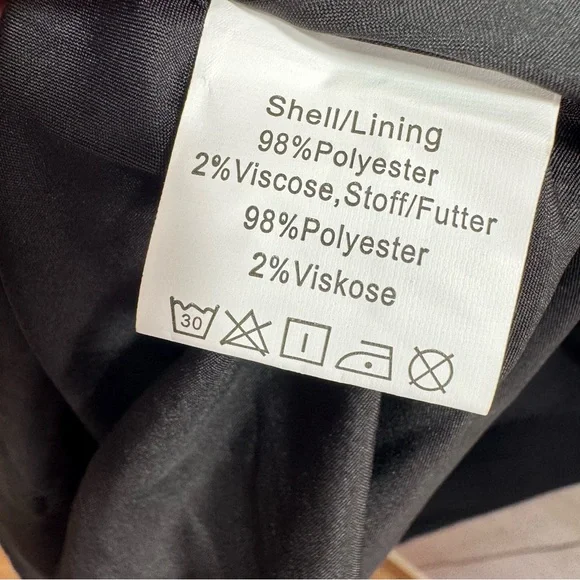 Shell/Lining
98%Polyester
2%Viscose,Stoff/Futter
98%Polyester
2%Viskose
30